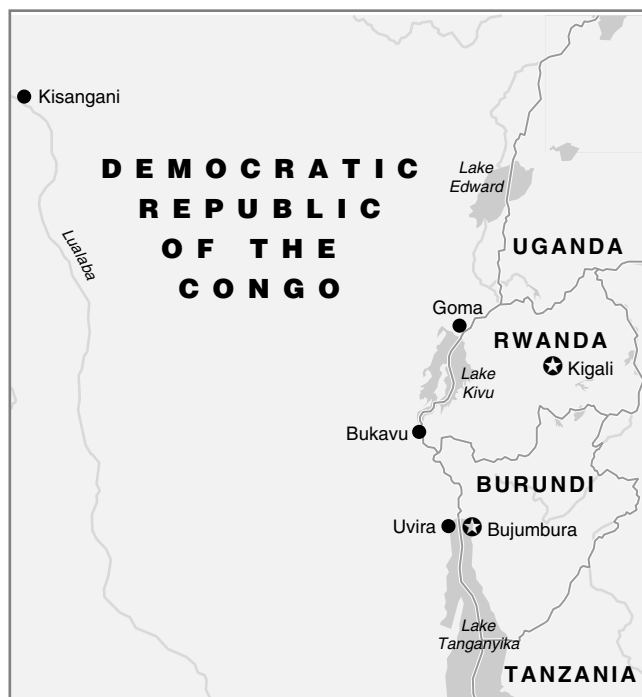 Kisangani
DEMOCRATIC
REPUBLIC
OF THE
CONGO
Lualaba
Lake
Edward
UGANDA
Goma
RWANDA
Kigali
Lake
Kivu
Bukavu
BURUNDI
Uvira
Bujumbura
Lake
Tanganyika
TANZANIA